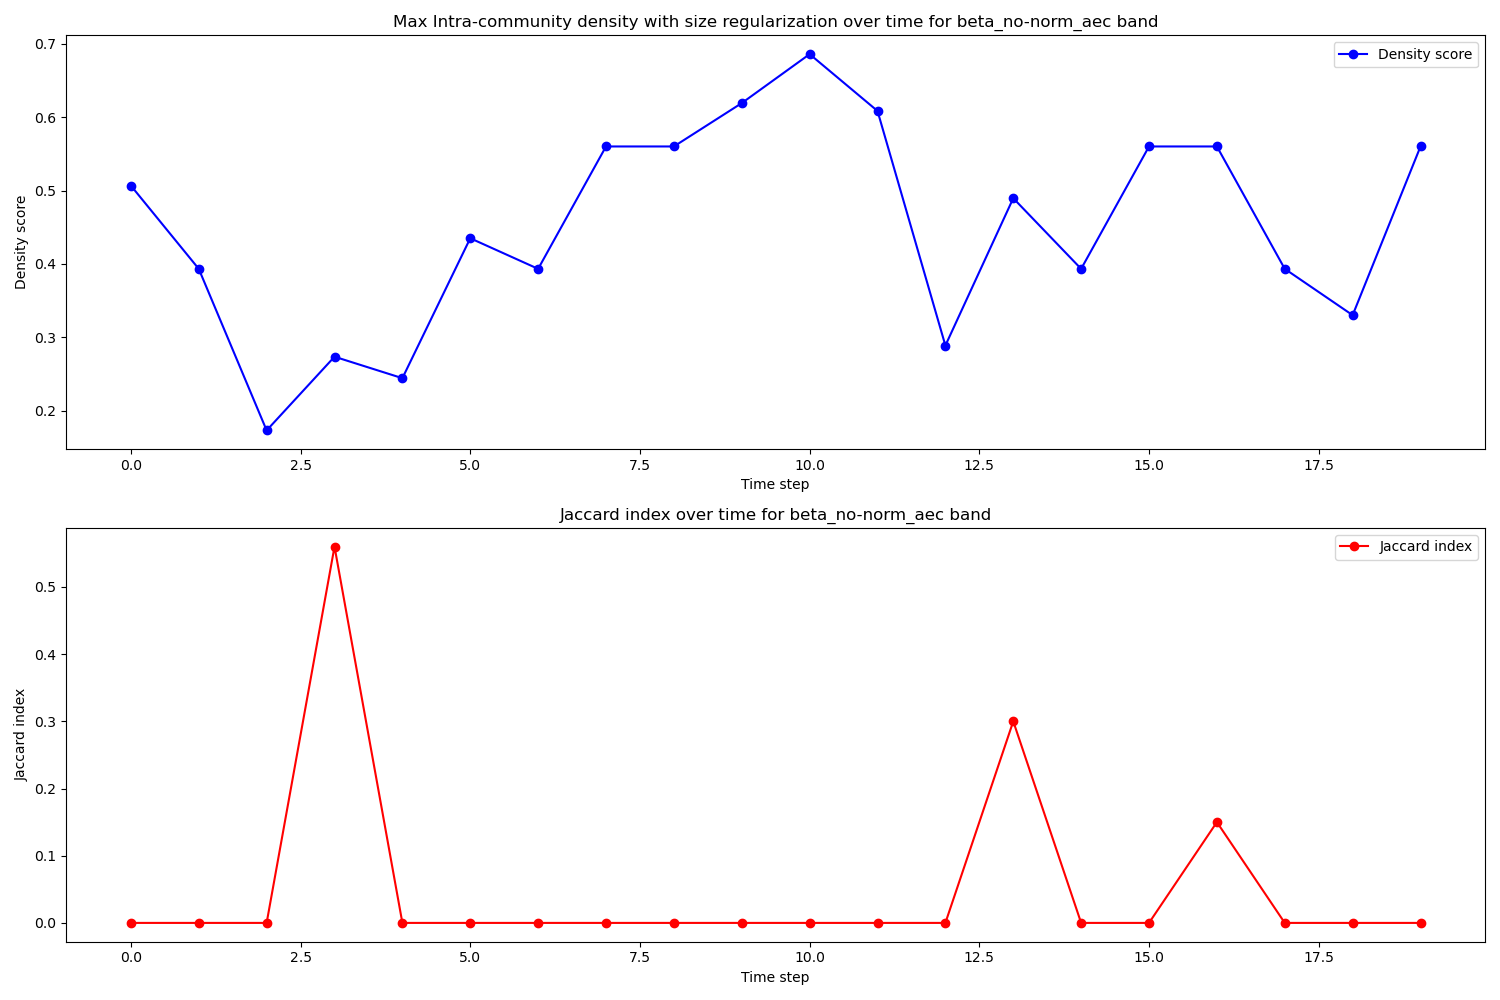 Max Intra-community density with size regularization over time for beta_no-norm_aec band
Density score
0.7
0.6
0.5
0.4
0.3
0.2
Density score
0.0 2.5 5.0 7.5 10.0 12.5 15.0 17.5
Time step
Jaccard index over time for beta_no-norm_aec band
Jaccard index
0.5
0.4
0.3
0.2
0.1
0.0
Jaccard index
0.0 2.5 5.0 7.5 10.0 12.5 15.0 17.5
Time step